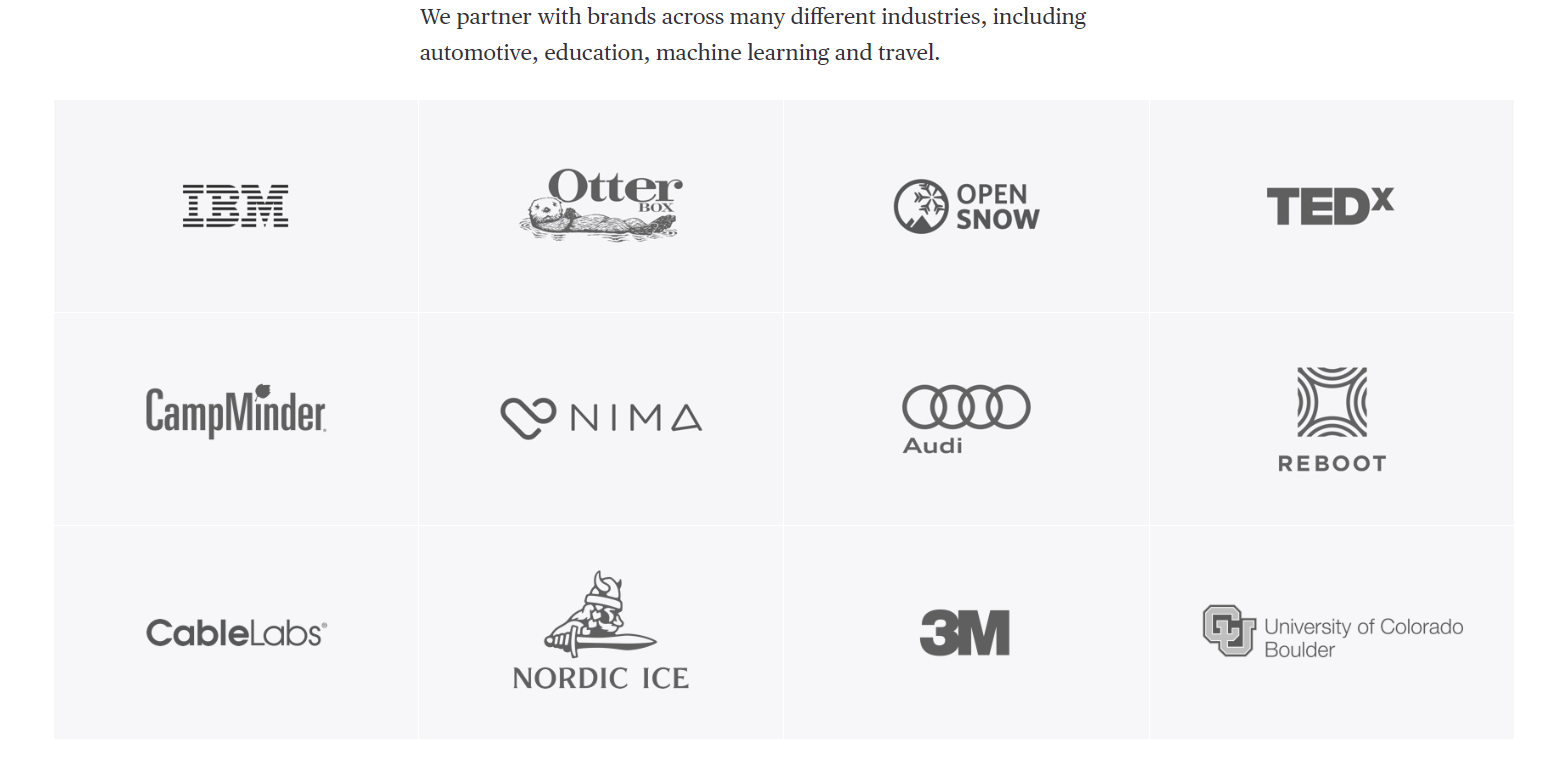 We partner with brands across many different industries, including
automotive, education, machine learning and travel.
IBM
Otter
BOX
OPEN
SNOW
TEDx
CampMinder
NIMA
Audi
REBOOT
CableLabs®
NORDIC ICE
3M
CU
University of Colorado
Boulder